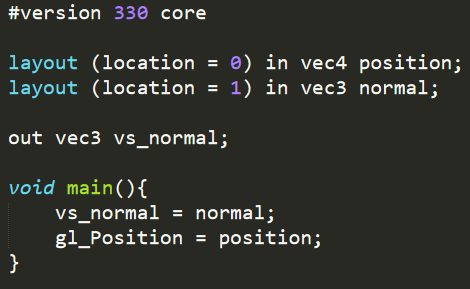 #version 330 core
layout (location = 0) in vec4 position;
layout (location = 1) in vec3 normal;
out vec3 vs_normal;
void main(){
vs_normal = normal;
gl_Position = position;
}